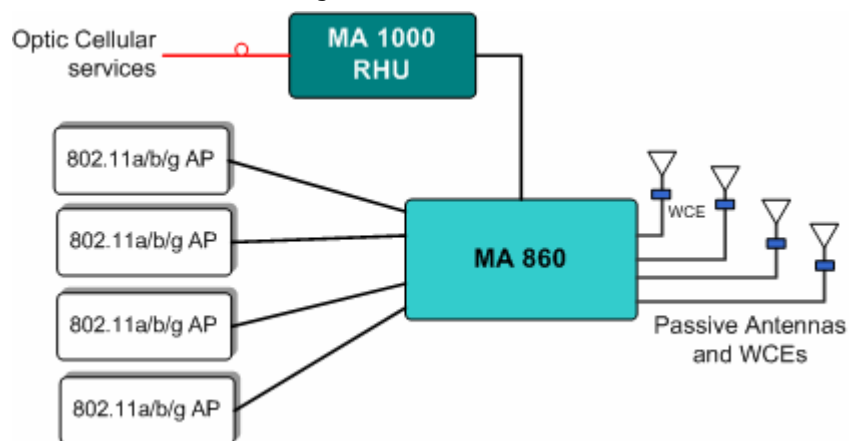 Optic Cellular
services
MA 1000
RHU
802.11a/b/g AP
802.11a/b/g AP
802.11a/b/g AP
802.11a/b/g AP
MA 860
WCE
Passive Antennas
and WCEs